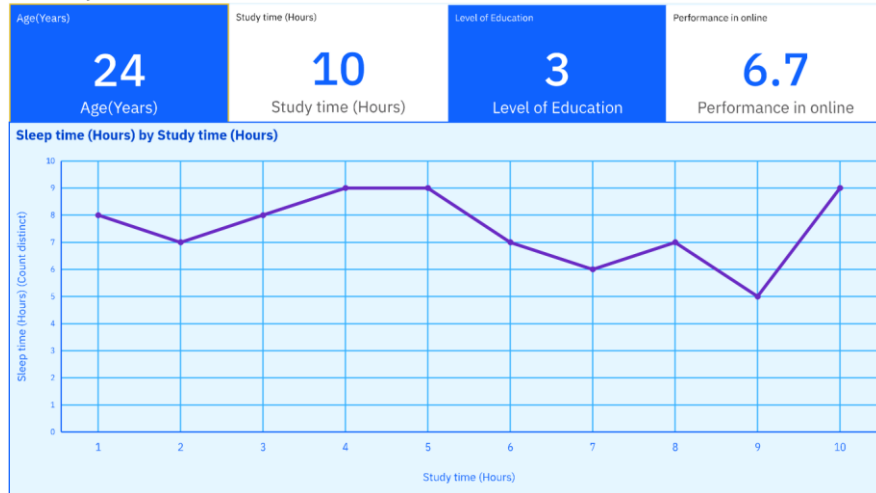 Age(Years)
Study time (Hours)
Level of Education
Performance in online
24
10
3
6.7
Age(Years)
Study time (Hours)
Level of Education
Performance in online
Sleep time (Hours) by Study time (Hours)
Sleep time (Hours) (Count distinct)
10
9
8
7
6
5
4
3
2
1
0
1 2 3 4 5 6 7 8 9 10
Study time (Hours)